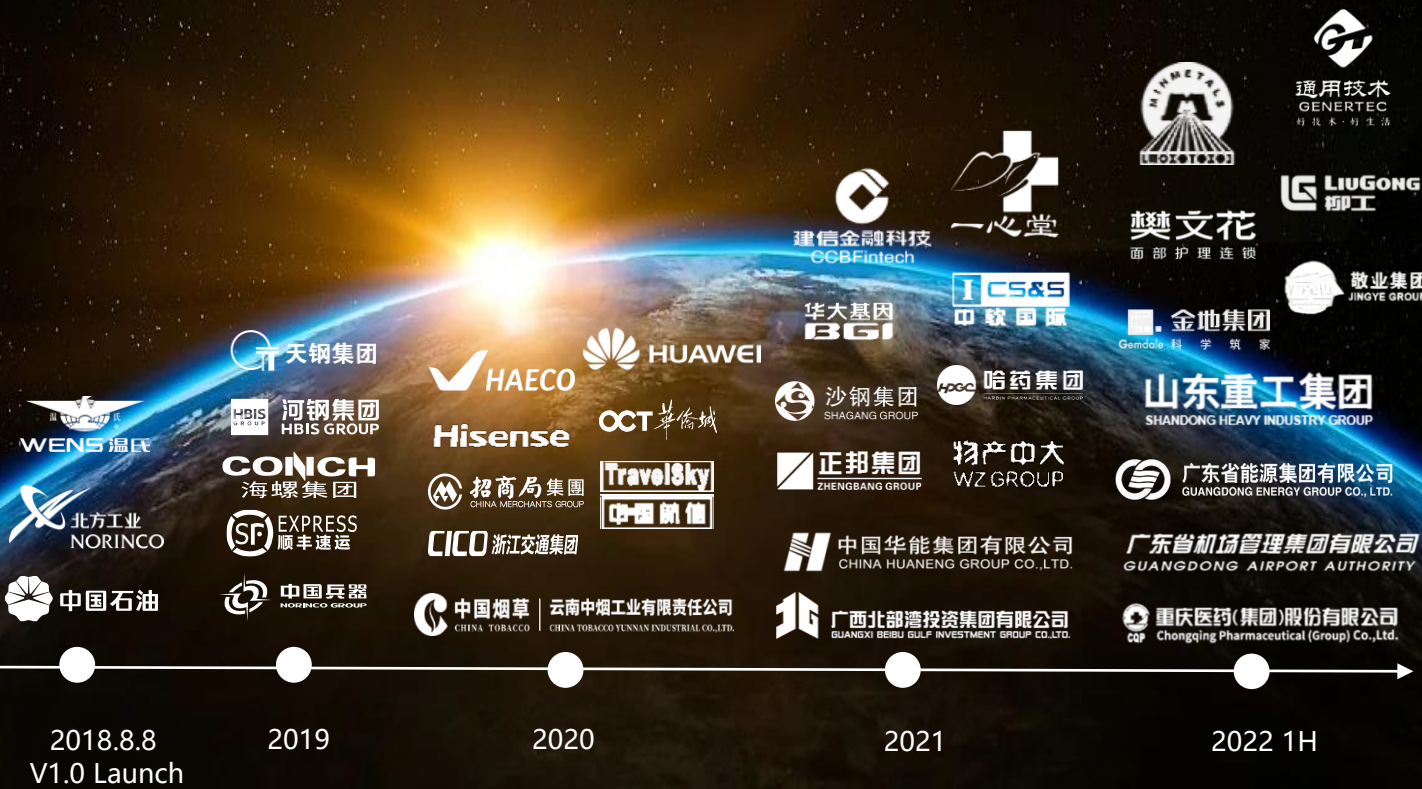 温 氏
WENS 温氏
北方工业
NORINCO
中国石油
2018.8.8
V1.0 Launch
天钢集团
HBIS
GROUP
河钢集团
HBIS GROUP
CONCH
海螺集团
SF EXPRESS
顺丰速运
中国兵器
NORINCO GROUP
2019
HAECO
HUAWEI
Hisense
OCT 華僑城
招商局集團
CHINA MERCHANTS GROUP
TravelSky
中国航信
CICO 浙江交通集团
中国烟草
CHINA TOBACCO
云南中烟工业有限责任公司
CHINA TOBACCO YUNNAN INDUSTRIAL CO.,LTD.
2020
建信金融科技
CCBFintech
一心堂
华大基因
BGI
CS&S
中软国际
沙钢集团
SHAGANG GROUP
HPGC
哈药集团
HARBIN PHARMACEUTICAL GROUP
正邦集团
ZHENGBANG GROUP
物产中大
WZ GROUP
中国华能集团有限公司
CHINA HUANENG GROUP CO.,LTD.
广西北部湾投资集团有限公司
GUANGXI BEIBU GULF INVESTMENT GROUP CO.,LTD.
2021
MINMETALS
通用技术
GENERTEC
好技术·好生活
LIUGONG
柳工
樊文花
面部护理连锁
敬业集团
JINGYE GROUP
金地集团
Gemdale 科学筑家
山东重工集团
SHANDONG HEAVY INDUSTRY GROUP
广东省能源集团有限公司
GUANGDONG ENERGY GROUP CO., LTD.
广东省机场管理集团有限公司
GUANGDONG AIRPORT AUTHORITY
CQP
重庆医药(集团)股份有限公司
Chongqing Pharmaceutical (Group) Co.,Ltd.
2022 1H